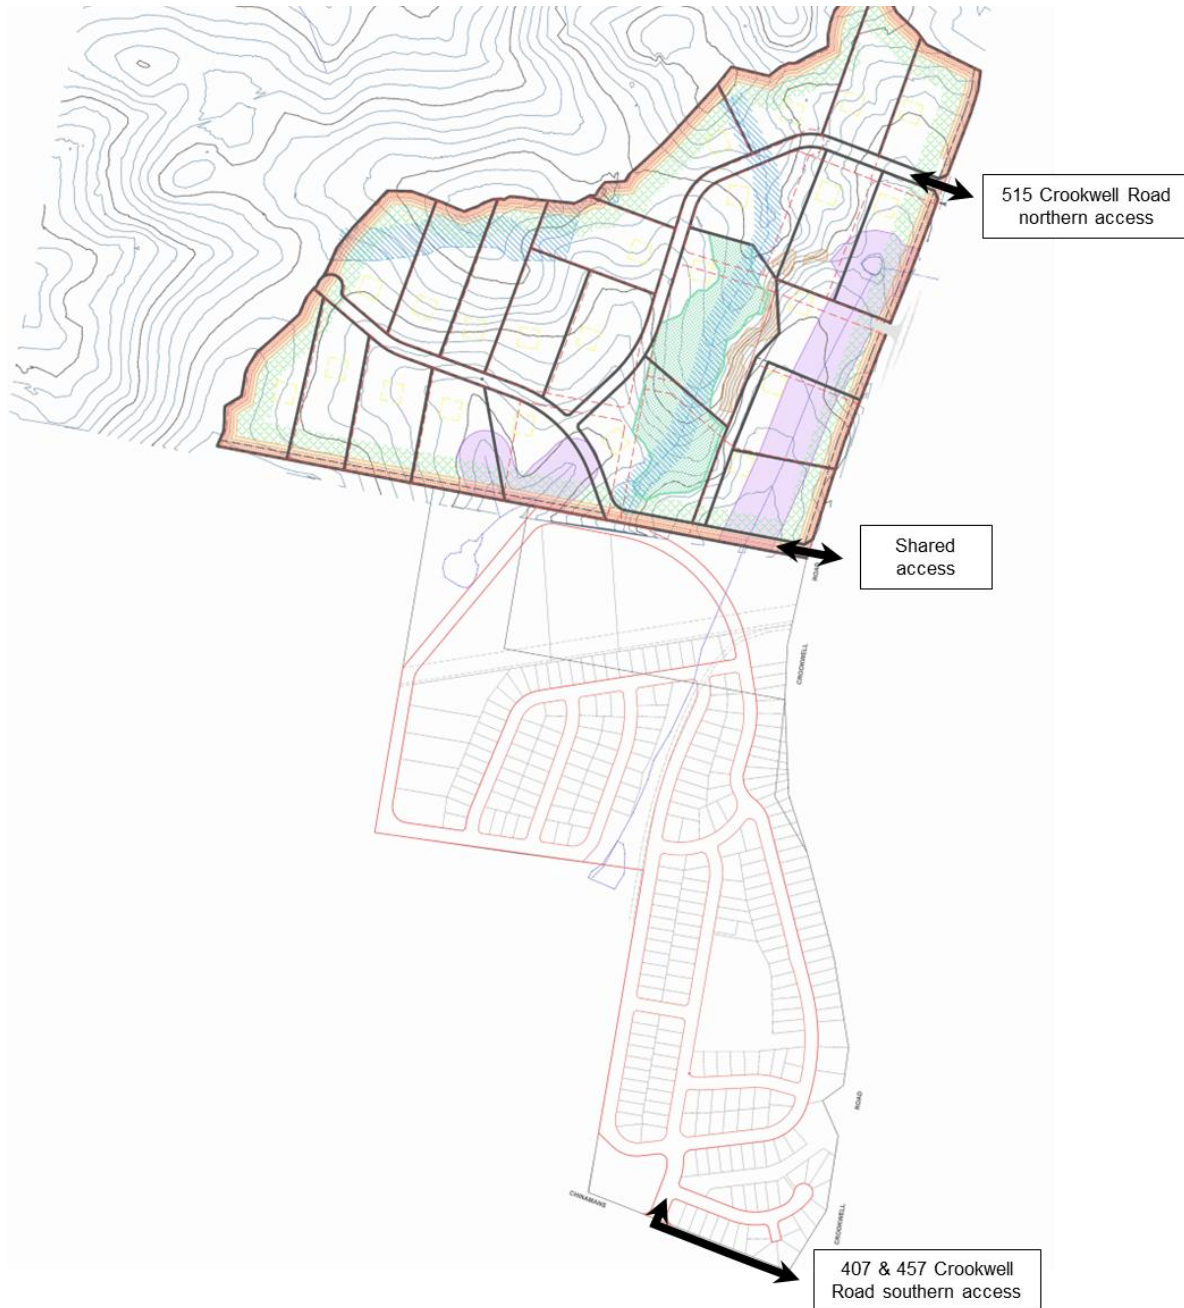 515 Crookwell Road
northern access
Shared
access
ROAD
CROOKWELL
ROAD
CHINAMANS
CROOKWELL
407 & 457 Crookwell
Road southern access